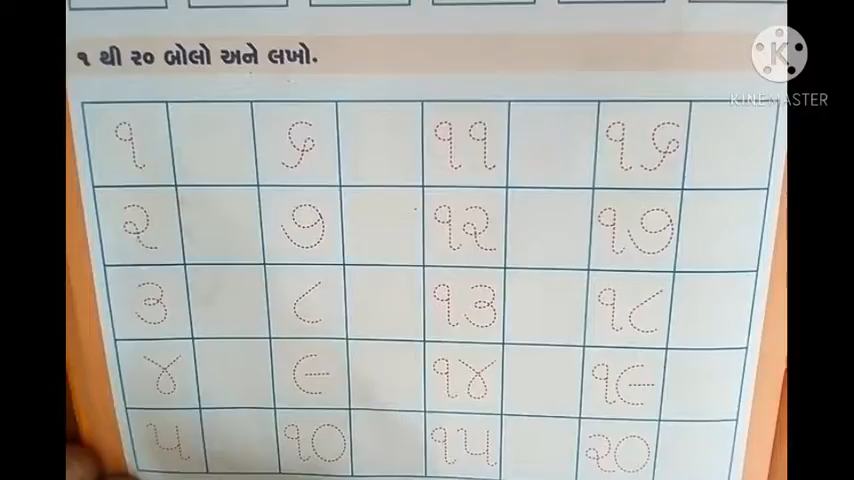 ૧ થી ૨૦ બોલો અને લખો.
KINEMASTER
૧ ૬ ૧૧ ૧૬
૨ ૭ ૧૨ ૧૭
૩ ૮ ૧૩ ૧૮
૪ ૯ ૧૪ ૧૯
૫ ૧૦ ૧૫ ૨૦